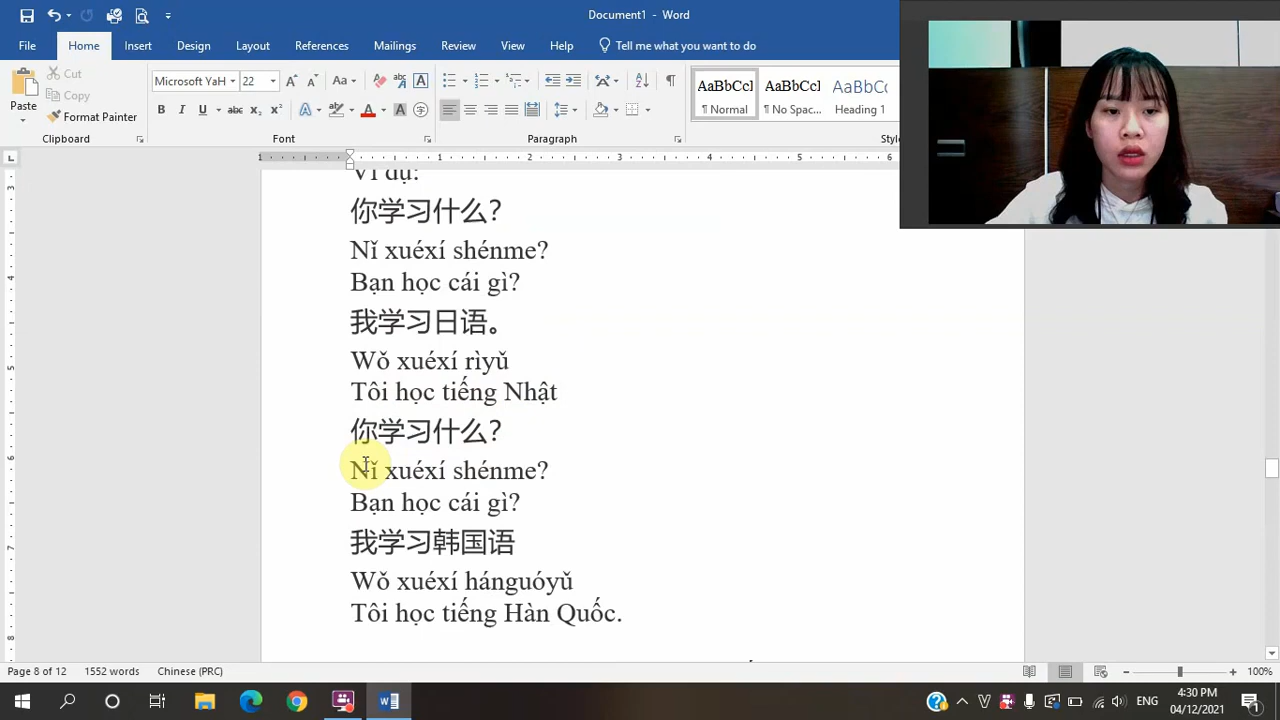 Document1 - Word
File Home Insert Design Layout References Mailings Review View Help Tell me what you want to do
Paste
Cut
Copy
Format Painter
Clipboard
Microsoft YaH 22
Font
Paragraph
AaBbCcI AaBbCcI AaBbCc
¶ Normal ¶ No Spac... Heading 1
Ví dụ:
你学习什么？
Nǐ xuéxí shénme?
Bạn học cái gì?
我学习日语。
Wǒ xuéxí rìyǔ
Tôi học tiếng Nhật
你学习什么？
Nǐ xuéxí shénme?
Bạn học cái gì?
我学习韩国语
Wǒ xuéxí hánguóyǔ
Tôi học tiếng Hàn Quốc.
Page 8 of 12 1552 words Chinese (PRC) 100%
ENG 4:30 PM
04/12/2021